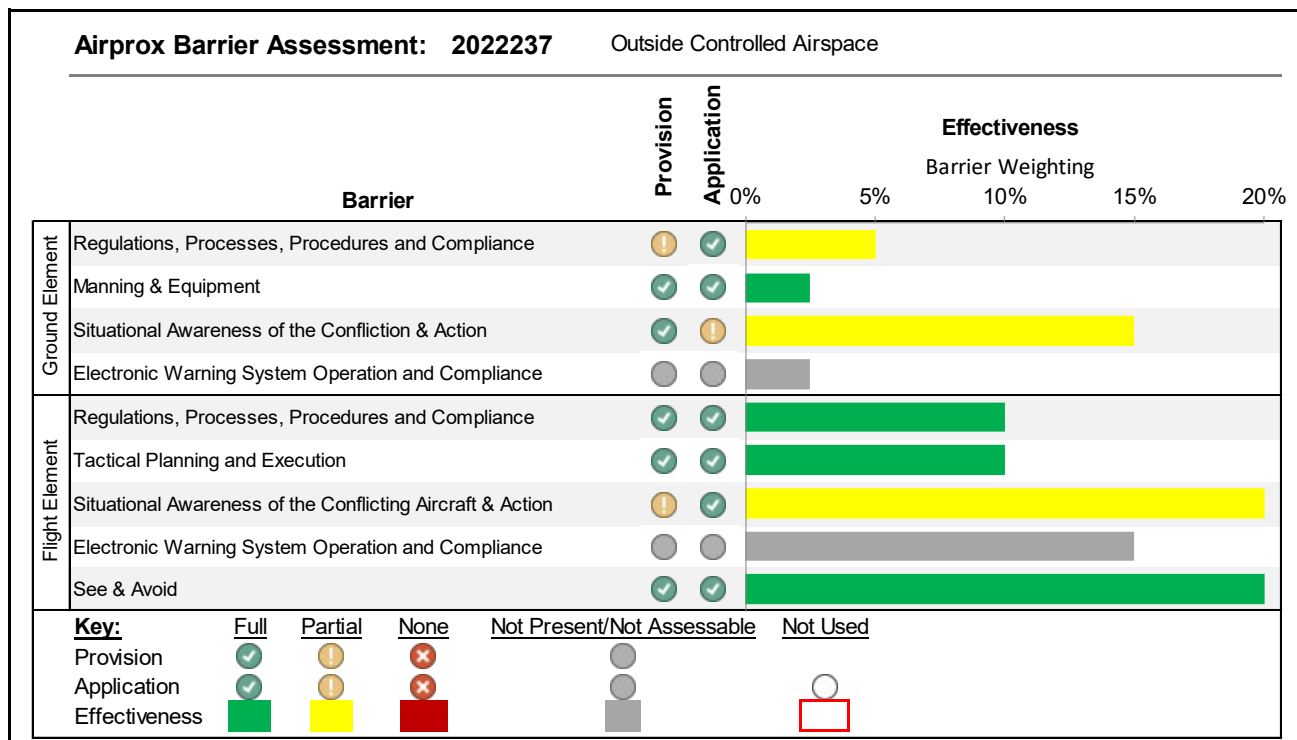 Airprox Barrier Assessment: 2022237 Outside Controlled Airspace
Barrier
Provision
Application
Effectiveness
Barrier Weighting
0% 5% 10% 15% 20%
Ground Element
Regulations, Processes, Procedures and Compliance
Manning & Equipment
Situational Awareness of the Confliction & Action
Electronic Warning System Operation and Compliance
Flight Element
Regulations, Processes, Procedures and Compliance
Tactical Planning and Execution
Situational Awareness of the Conflicting Aircraft & Action
Electronic Warning System Operation and Compliance
See & Avoid
Key: Full Partial None Not Present/Not Assessable Not Used
Provision
Application
Effectiveness